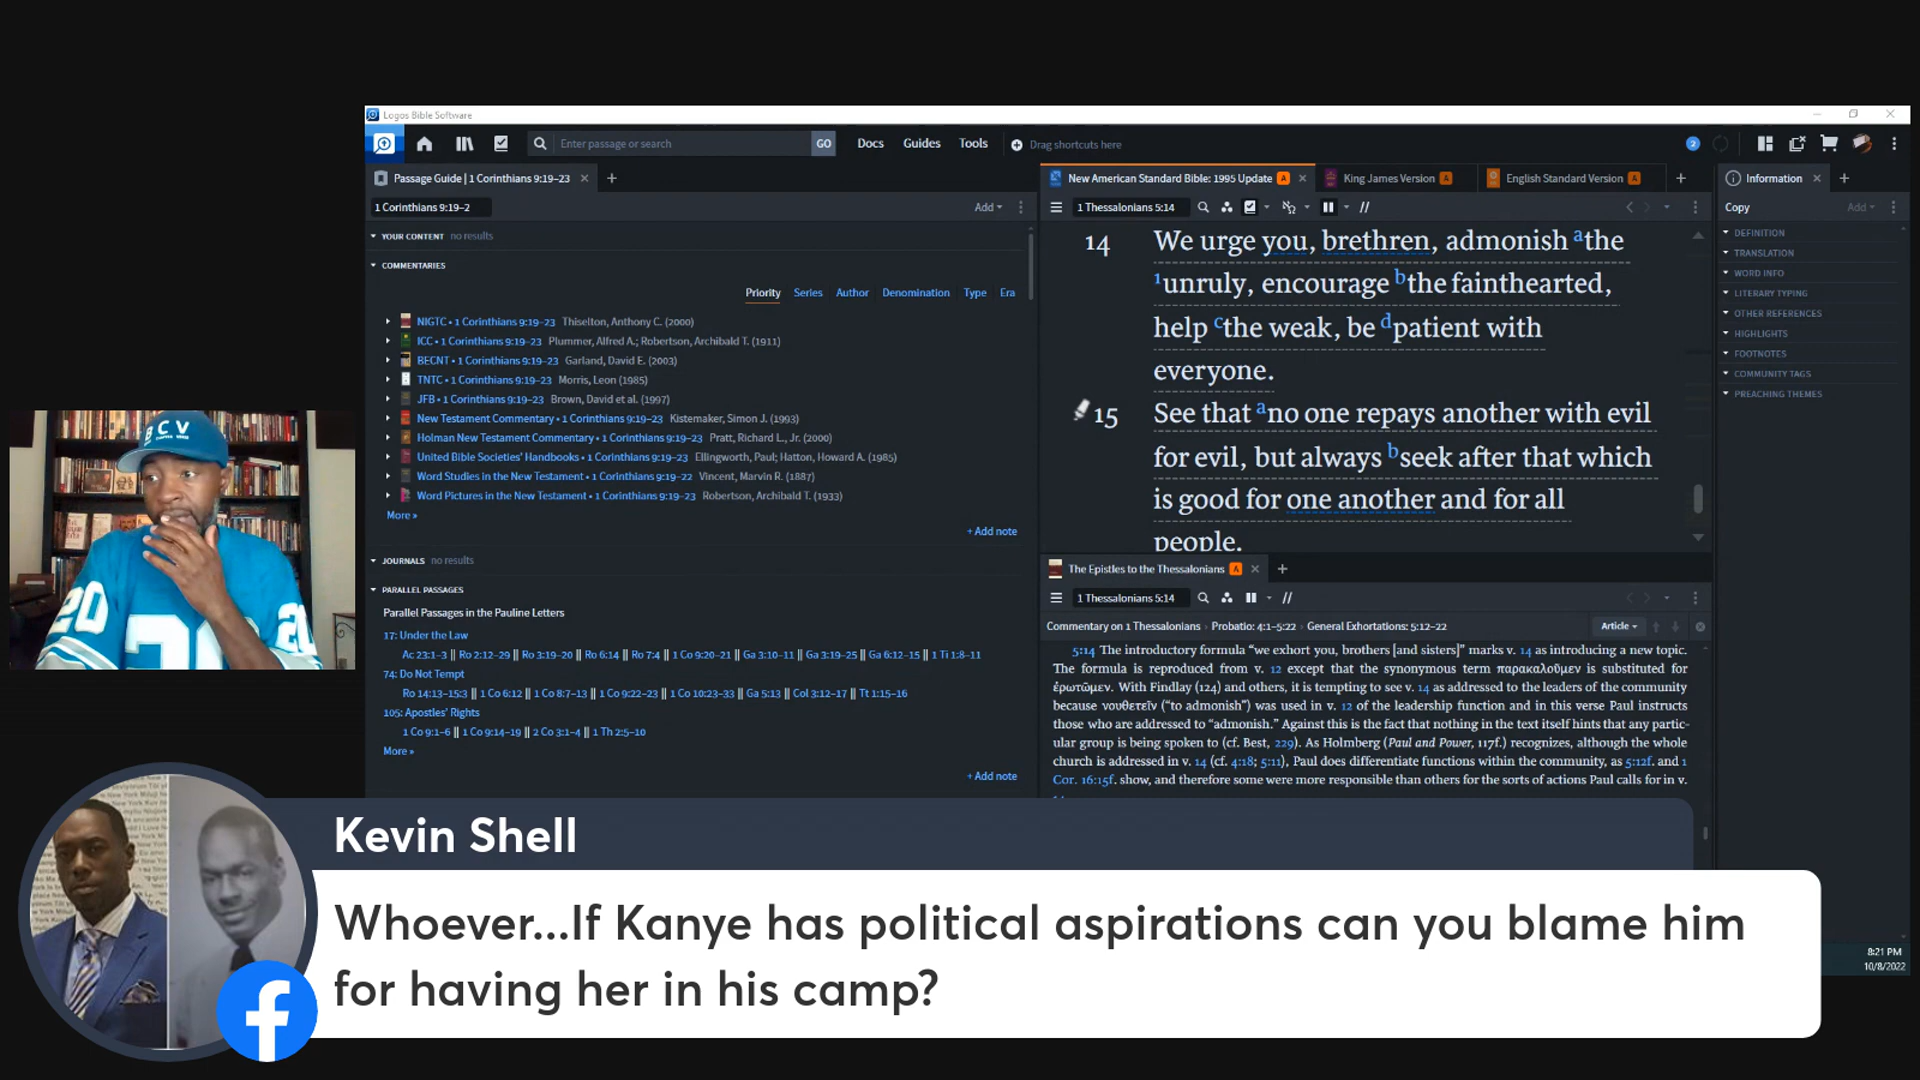 Logos Bible Software
Enter passage or search
GO
Docs
Guides
Tools
Drag shortcuts here
2
Passage Guide | 1 Corinthians 9:19–23
1 Corinthians 9:19–2
Add
YOUR CONTENT no results
COMMENTARIES
Priority Series Author Denomination Type Era
NIGTC • 1 Corinthians 9:19–23 Thiselton, Anthony C. (2000)
ICC • 1 Corinthians 9:19–23 Plummer, Alfred A.; Robertson, Archibald T. (1911)
BECNT • 1 Corinthians 9:19–23 Garland, David E. (2003)
TNTC • 1 Corinthians 9:19–23 Morris, Leon (1985)
JFB • 1 Corinthians 9:19–23 Brown, David et al. (1997)
New Testament Commentary • 1 Corinthians 9:19–23 Kistemaker, Simon J. (1993)
Holman New Testament Commentary • 1 Corinthians 9:19–23 Pratt, Richard L., Jr. (2000)
United Bible Societies' Handbooks • 1 Corinthians 9:19–23 Ellingworth, Paul; Hatton, Howard A. (1985)
Word Studies in the New Testament • 1 Corinthians 9:19–22 Vincent, Marvin R. (1887)
Word Pictures in the New Testament • 1 Corinthians 9:19–23 Robertson, Archibald T. (1933)
More »
+ Add note
JOURNALS no results
PARALLEL PASSAGES
Parallel Passages in the Pauline Letters
17: Under the Law
Ac 23:1–3 || Ro 2:12–29 || Ro 3:19–20 || Ro 6:14 || Ro 7:4 || 1 Co 9:20–21 || Ga 3:10–11 || Ga 3:19–25 || Ga 6:12–15 || 1 Ti 1:8–11
74: Do Not Tempt
Ro 14:13–15:3 || 1 Co 6:12 || 1 Co 8:7–13 || 1 Co 9:22–23 || 1 Co 10:23–33 || Ga 5:13 || Col 3:12–17 || Tt 1:15–16
105: Apostles' Rights
1 Co 9:1–6 || 1 Co 9:14–19 || 2 Co 3:1–4 || 1 Th 2:5–10
More »
+ Add note
New American Standard Bible: 1995 Update A
King James Version A
English Standard Version A
1 Thessalonians 5:14
14 We urge you, brethren, admonish a the
1 unruly, encourage b the fainthearted,
help c the weak, be d patient with
everyone.
15 See that a no one repays another with evil
for evil, but always b seek after that which
is good for one another and for all
people.
The Epistles to the Thessalonians A
1 Thessalonians 5:14
Commentary on 1 Thessalonians › Probatio: 4:1–5:22 › General Exhortations: 5:12–22
Article
5:14 The introductory formula “we exhort you, brothers [and sisters]” marks v. 14 as introducing a new topic.
The formula is reproduced from v. 12 except that the synonymous term παρακαλοῦμεν is substituted for
ἐρωτῶμεν. With Findlay (124) and others, it is tempting to see v. 14 as addressed to the leaders of the community
because νουθετεῖν (“to admonish”) was used in v. 12 of the leadership function and in this verse Paul instructs
those who are addressed to “admonish.” Against this is the fact that nothing in the text itself hints that any partic-
ular group is being spoken to (cf. Best, 229). As Holmberg (Paul and Power, 117f.) recognizes, although the whole
church is addressed in v. 14 (cf. 4:18; 5:11), Paul does differentiate functions within the community, as 5:12f. and 1
Cor. 16:15f. show, and therefore some were more responsible than others for the sorts of actions Paul calls for in v.
Information
Copy
Add
DEFINITION
TRANSLATION
WORD INFO
LITERARY TYPING
OTHER REFERENCES
HIGHLIGHTS
FOOTNOTES
COMMUNITY TAGS
PREACHING THEMES
8:21 PM
10/8/2022
BCV
20
20
20
Kevin Shell
Whoever...If Kanye has political aspirations can you blame him
for having her in his camp?